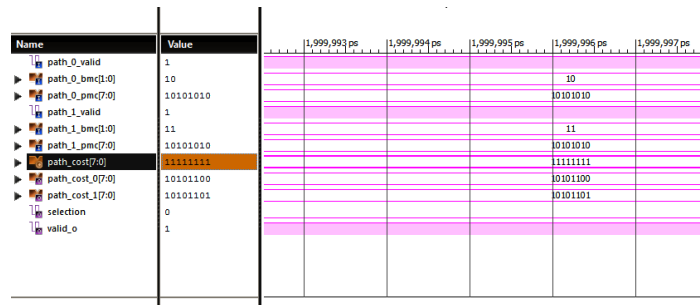 Name Value 1,999,993 ps 1,999,994 ps 1,999,995 ps 1,999,996 ps 1,999,997 ps
path_0_valid 1
path_0_bmc[1:0] 10 10
path_0_pmc[7:0] 10101010 10101010
path_1_valid 1
path_1_bmc[1:0] 11 11
path_1_pmc[7:0] 10101010 10101010
path_cost[7:0] 11111111 11111111
path_cost_0[7:0] 10101100 10101100
path_cost_1[7:0] 10101101 10101101
selection 0
valid_o 1